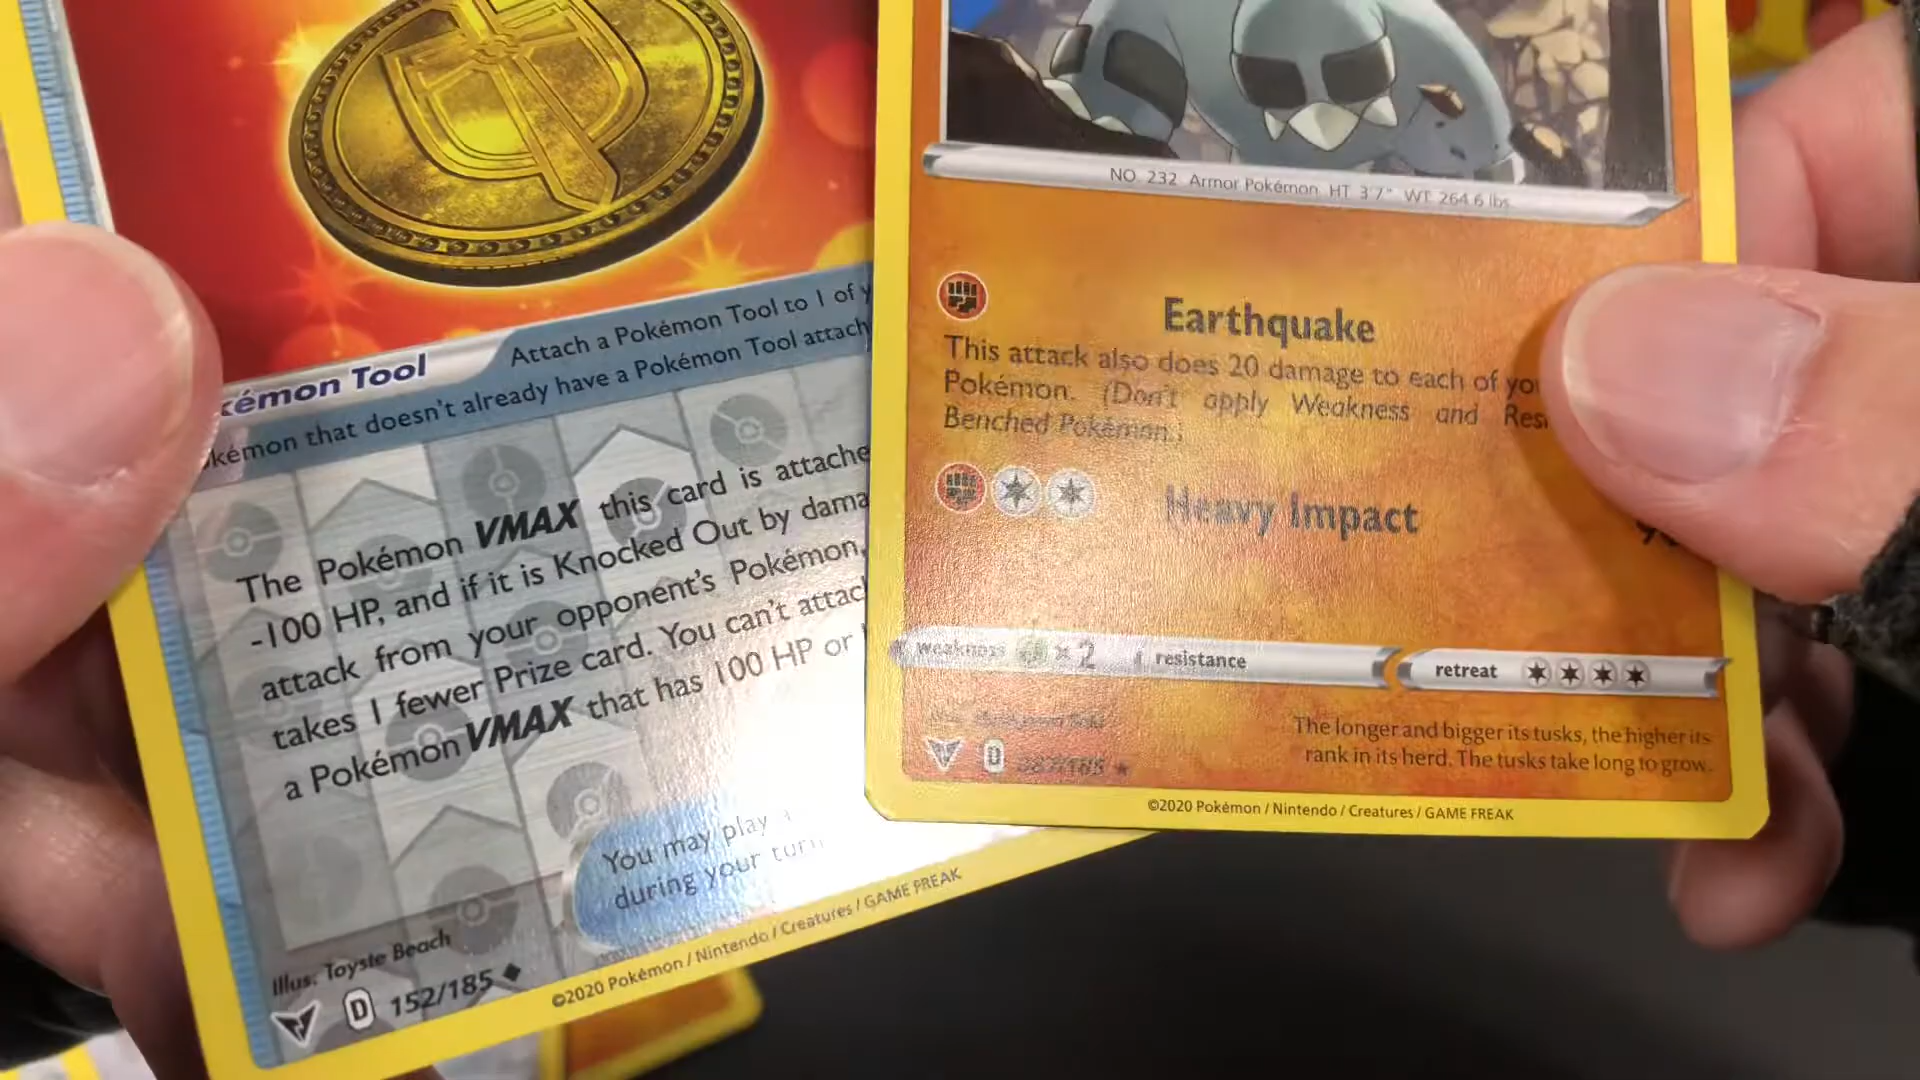 kémon Tool
Attach a Pokémon Tool to 1 of y
kémon that doesn't already have a Pokémon Tool attach
The Pokémon VMAX this card is attache
-100 HP, and if it is Knocked Out by dama
attack from your opponent's Pokémon,
takes 1 fewer Prize card. You can't attac
a Pokémon VMAX that has 100 HP or
You may play
during your turn
Illus. Toyste Beach
D 152/185
©2020 Pokémon / Nintendo / Creatures / GAME FREAK
NO. 232 Armor Pokémon HT 3'7" WT 264.6 lbs.
Earthquake
This attack also does 20 damage to each of yo
Pokémon. (Don't apply Weakness and Res
Benched Pokémon.)
Heavy Impact
weakness ×2 resistance
retreat
The longer and bigger its tusks, the higher its
rank in its herd. The tusks take long to grow.
D /185
©2020 Pokémon / Nintendo / Creatures / GAME FREAK